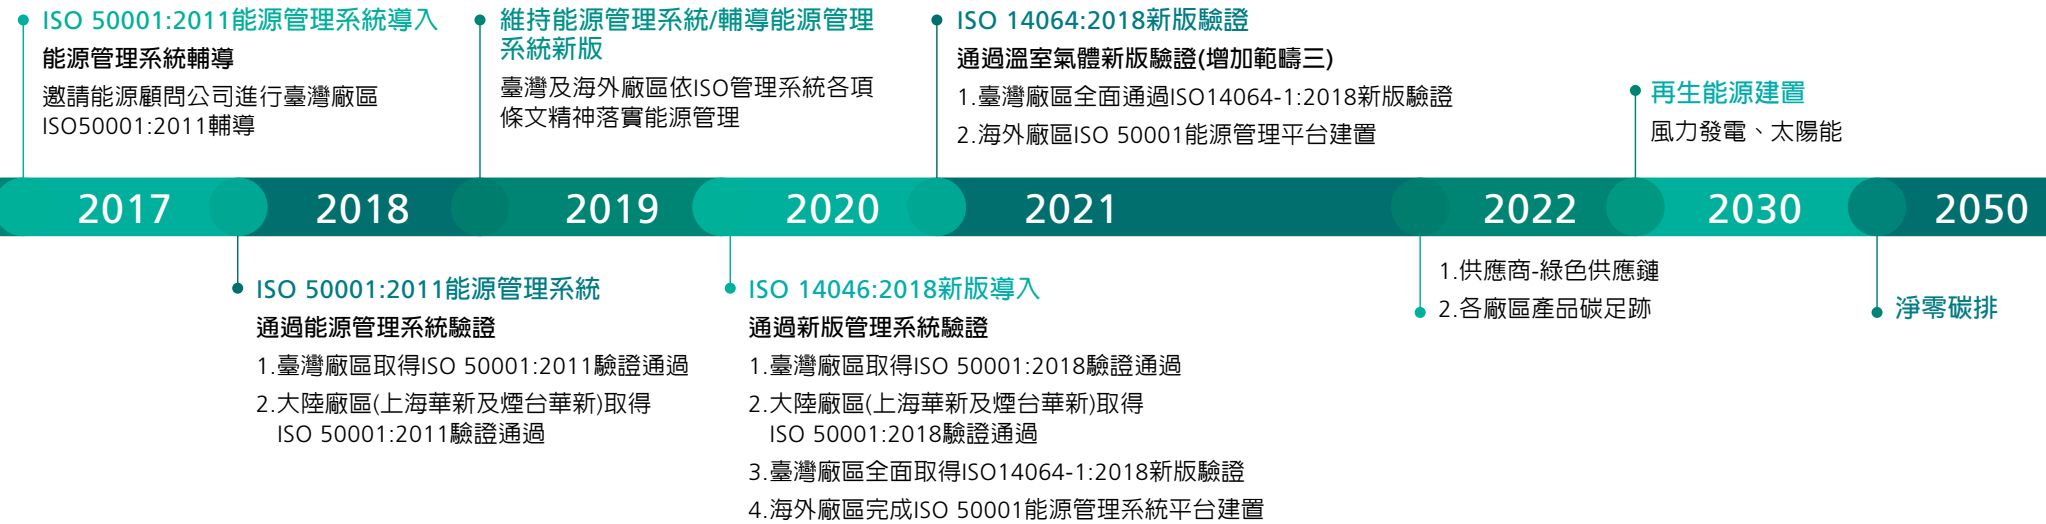 ISO 50001:2011能源管理系統導入
能源管理系統輔導
邀請能源顧問公司進行臺灣廠區
ISO50001:2011輔導
維持能源管理系統/輔導能源管理
系統新版
臺灣及海外廠區依ISO管理系統各項
條文精神落實能源管理
ISO 14064:2018新版驗證
通過溫室氣體新版驗證(增加範疇三)
1.臺灣廠區全面通過ISO14064-1:2018新版驗證
2.海外廠區ISO 50001能源管理平台建置
再生能源建置
風力發電、太陽能
2017 2018 2019 2020 2021 2022 2030 2050
ISO 50001:2011能源管理系統
通過能源管理系統驗證
1.臺灣廠區取得ISO 50001:2011驗證通過
2.大陸廠區(上海華新及煙台華新)取得
ISO 50001:2011驗證通過
ISO 14046:2018新版導入
通過新版管理系統驗證
1.臺灣廠區取得ISO 50001:2018驗證通過
2.大陸廠區(上海華新及煙台華新)取得
ISO 50001:2018驗證通過
3.臺灣廠區全面取得ISO14064-1:2018新版驗證
4.海外廠區完成ISO 50001能源管理系統平台建置
1.供應商-綠色供應鏈
2.各廠區產品碳足跡
淨零碳排